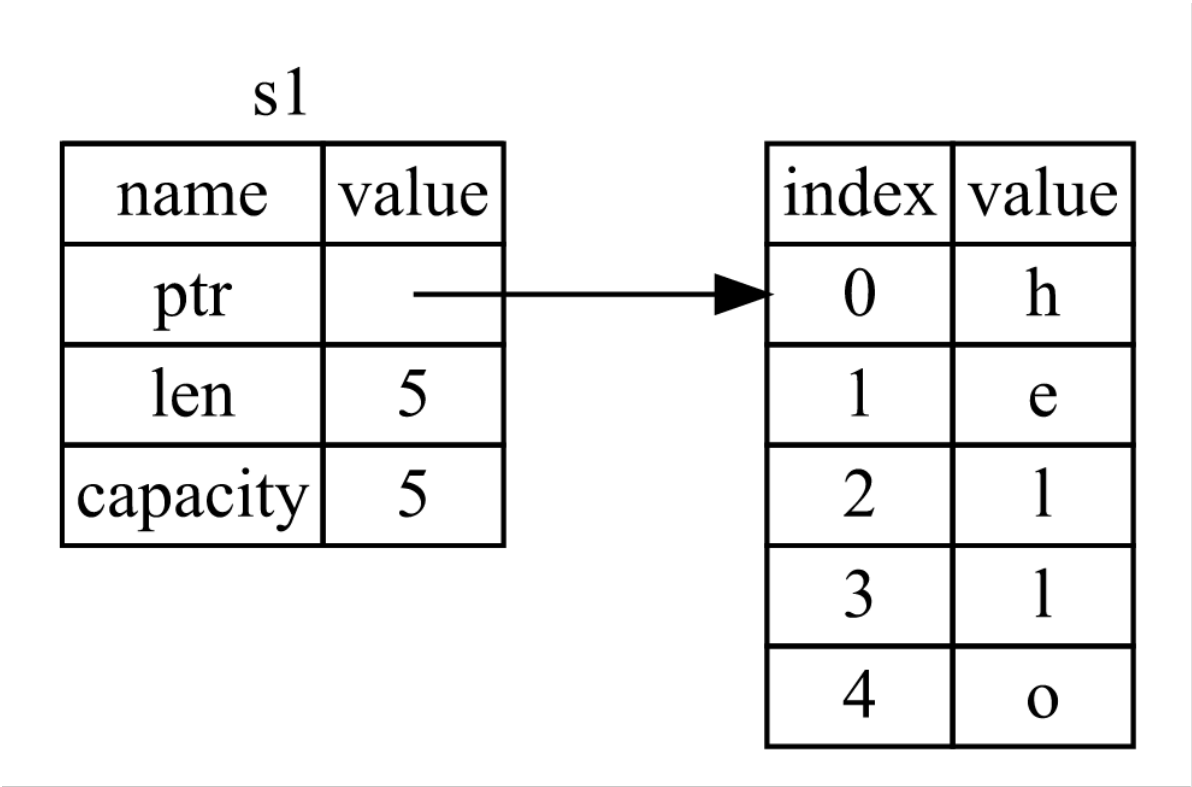 s1
name value
ptr
len 5
capacity 5
index value
0 h
1 e
2 l
3 l
4 o